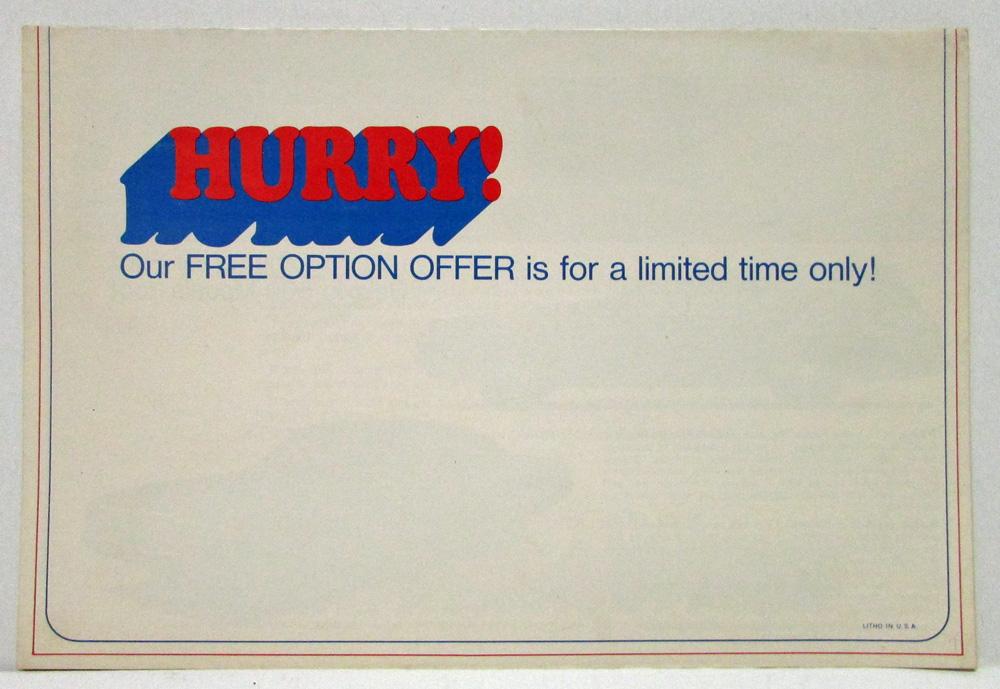 HURRY!
Our FREE OPTION OFFER is for a limited time only!
LITHO IN U.S.A.